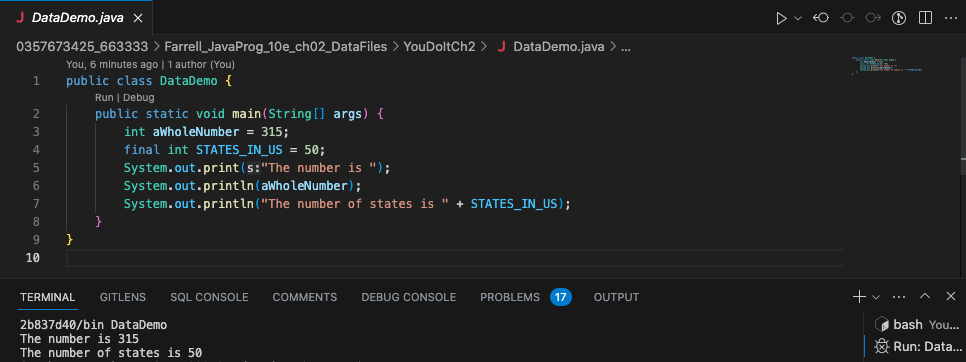 J DataDemo.java ×
0357673425_663333 > Farrell_JavaProg_10e_ch02_DataFiles > YouDoItCh2 > J DataDemo.java > ...
You, 6 minutes ago | 1 author (You)
1 public class DataDemo {
Run | Debug
2 public static void main(String[] args) {
3 int aWholeNumber = 315;
4 final int STATES_IN_US = 50;
5 System.out.print(s:"The number is ");
6 System.out.println(aWholeNumber);
7 System.out.println("The number of states is " + STATES_IN_US);
8 }
9 }
10
TERMINAL GITLENS SQL CONSOLE COMMENTS DEBUG CONSOLE PROBLEMS 17 OUTPUT
2b837d40/bin DataDemo
The number is 315
The number of states is 50
bash You...
Run: Data...